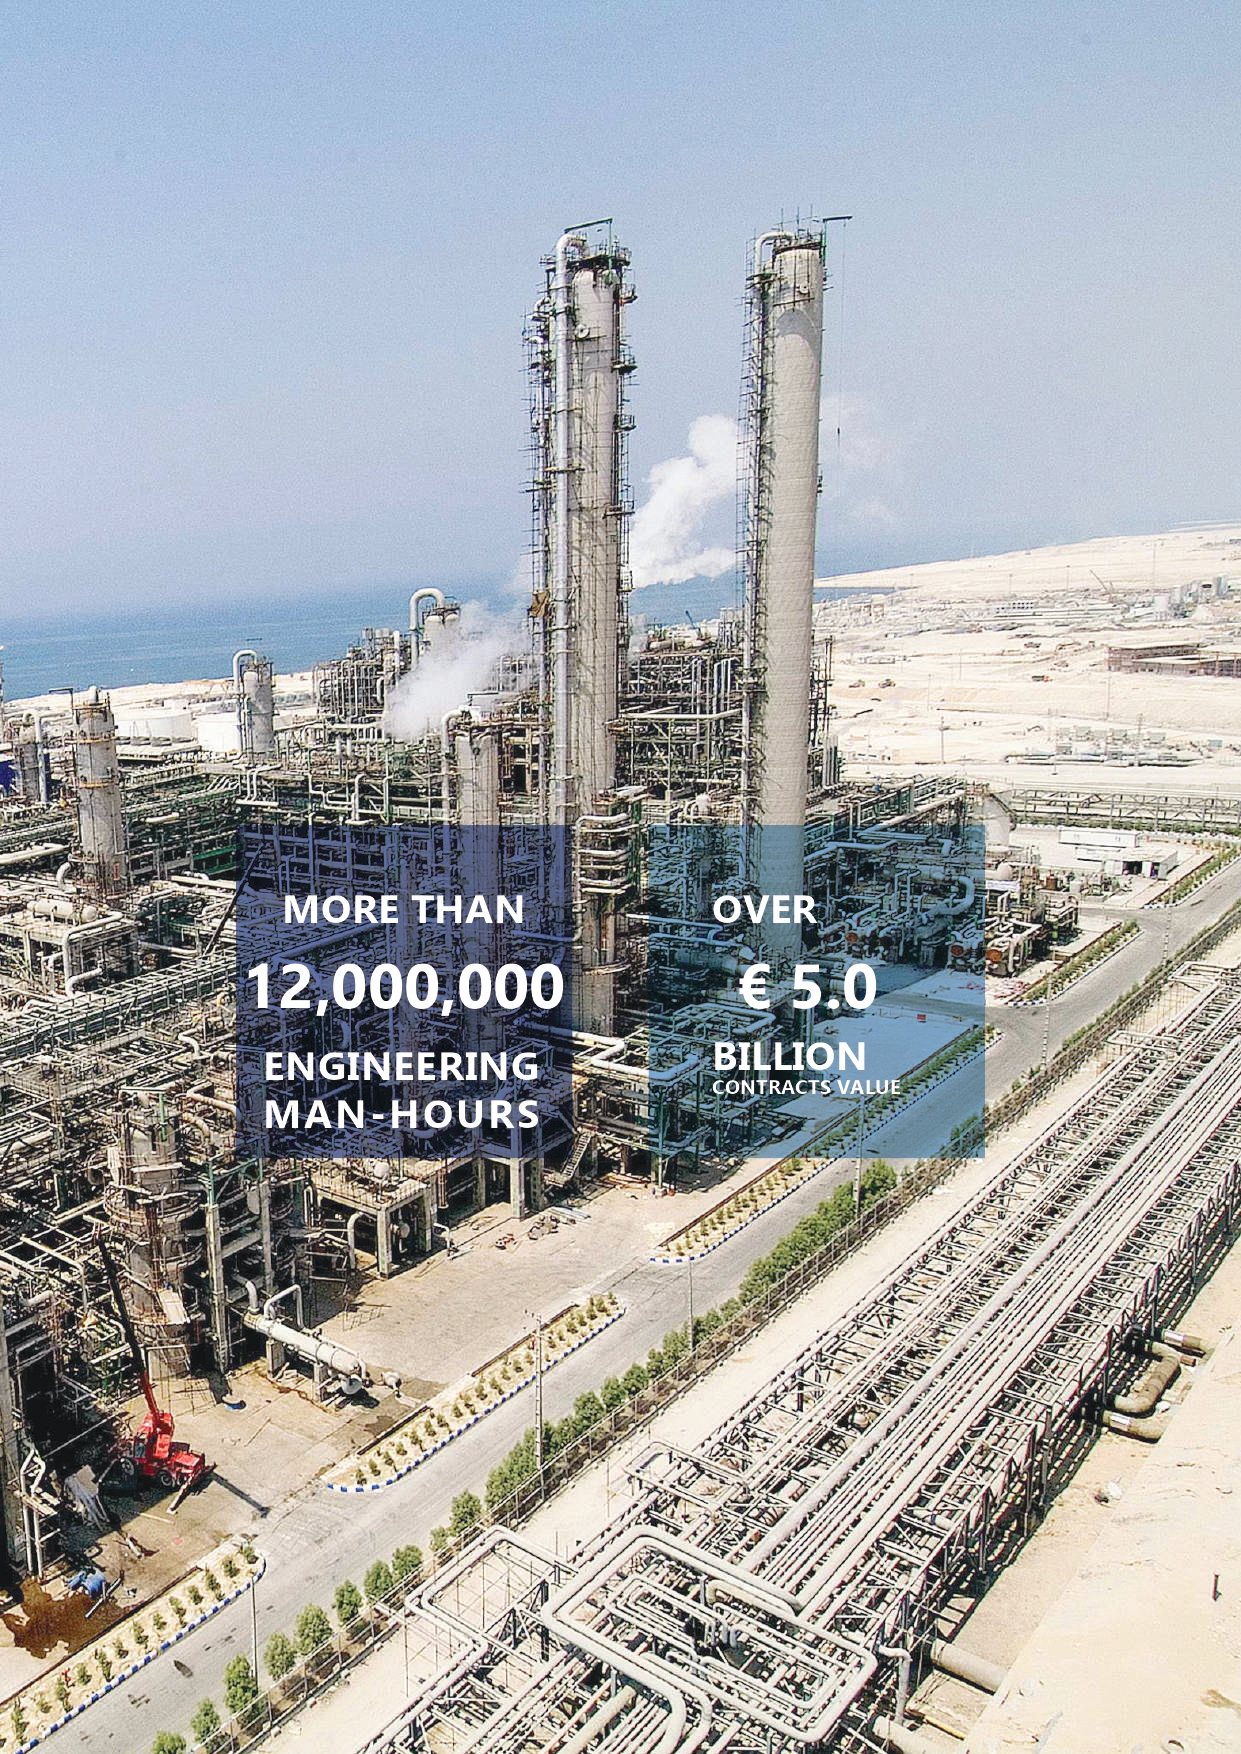 MORE THAN
12,000,000
ENGINEERING
MAN-HOURS
OVER
€ 5.0
BILLION
CONTRACTS VALUE